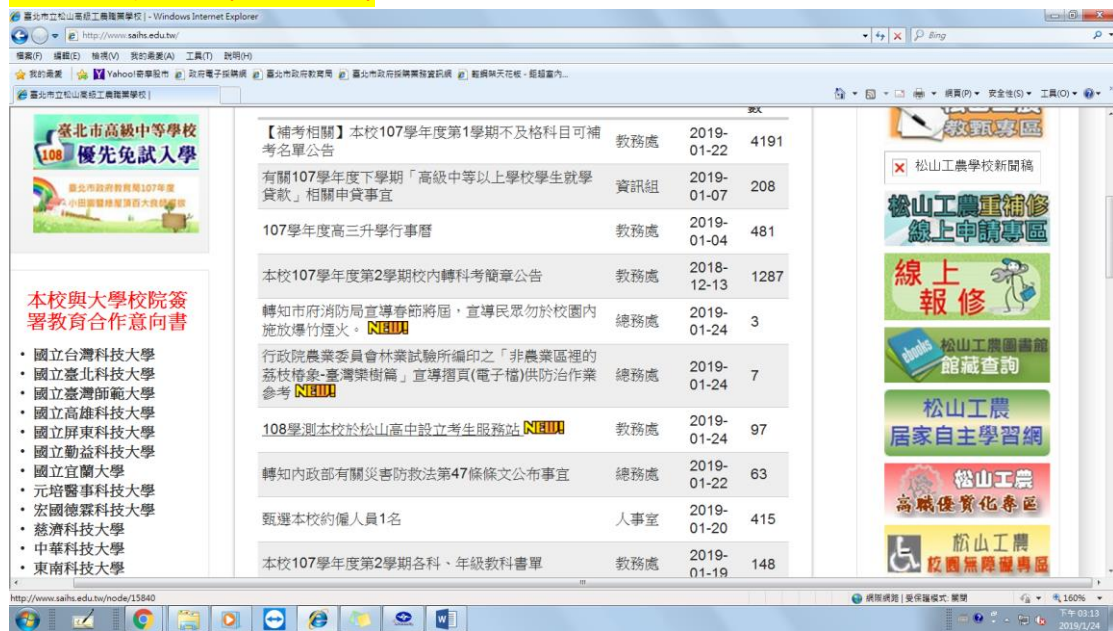 臺北市立松山高級工農職業學校 | - Windows Internet Explorer
http://www.saihs.edu.tw/
Bing
檔案(F) 編輯(E) 檢視(V) 我的最愛(A) 工具(T) 說明(H)
我的最愛 Yahoo!奇摩股市 政府電子採購網 臺北市政府教育局 臺北市政府採購業務資訊網
臺北市立松山高級工農職業學校 |
網頁(P) 安全性(S) 工具(O)
數
臺北市高級中等學校
108 優先免試入學
臺北市政府教育局107年度
本校與大學校院簽
署教育合作意向書
• 國立台灣科技大學
• 國立臺北科技大學
• 國立臺灣師範大學
• 國立高雄科技大學
• 國立屏東科技大學
• 國立勤益科技大學
• 國立宜蘭大學
• 元培醫事科技大學
• 宏國德霖科技大學
• 慈濟科技大學
• 中華科技大學
• 東南科技大學
【補考相關】本校107學年度第1學期不及格科目可補
考名單公告 教務處 2019-
01-22 4191
有關107學年度下學期「高級中等以上學校學生就學
貸款」相關申貸事宜 資訊組 2019-
01-07 208
107學年度高三升學行事曆 教務處 2019-
01-04 481
本校107學年度第2學期校內轉科考簡章公告 教務處 2018-
12-13 1287
轉知市府消防局宣導春節將屆，宣導民眾勿於校園內
施放爆竹煙火。 NEW! 總務處 2019-
01-24 3
行政院農業委員會林業試驗所編印之「非農業區裡的
荔枝椿象-臺灣欒樹篇」宣導摺頁(電子檔)供防治作業
參考 NEW! 總務處 2019-
01-24 7
108學測本校於松山高中設立考生服務站 NEW! 教務處 2019-
01-24 97
轉知內政部有關災害防救法第47條條文公布事宜 總務處 2019-
01-22 63
甄選本校約僱人員1名 人事室 2019-
01-20 415
本校107學年度第2學期各科、年級教科書單 教務處 2019-
01-19 148
教甄專區
松山工農學校新聞稿
松山工農重補修
線上申請專區
線上
報修
ebooks 松山工農圖書館
館藏查詢
松山工農
居家自主學習網
松山工農
高職優質化專區
松山工農
校園無障礙專區
http://www.saihs.edu.tw/node/15840
網際網路 | 受保護模式: 關閉
160%
下午 03:13
2019/1/24